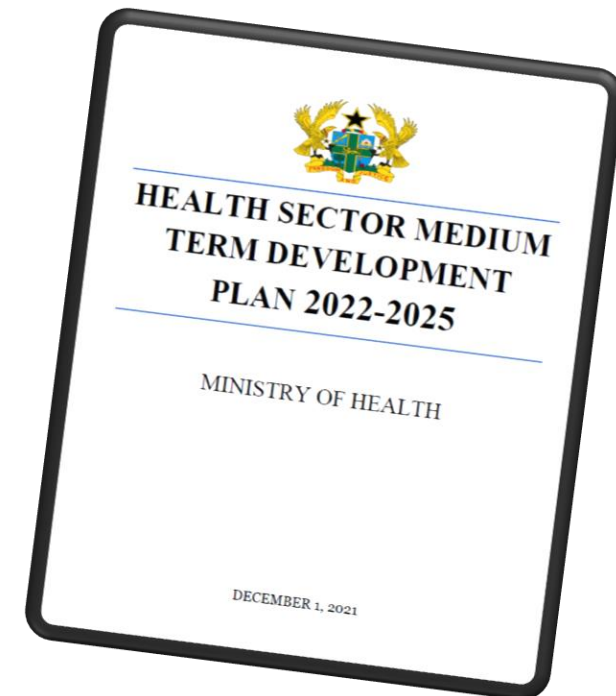 HEALTH SECTOR MEDIUM
TERM DEVELOPMENT
PLAN 2022-2025
MINISTRY OF HEALTH
DECEMBER 1, 2021